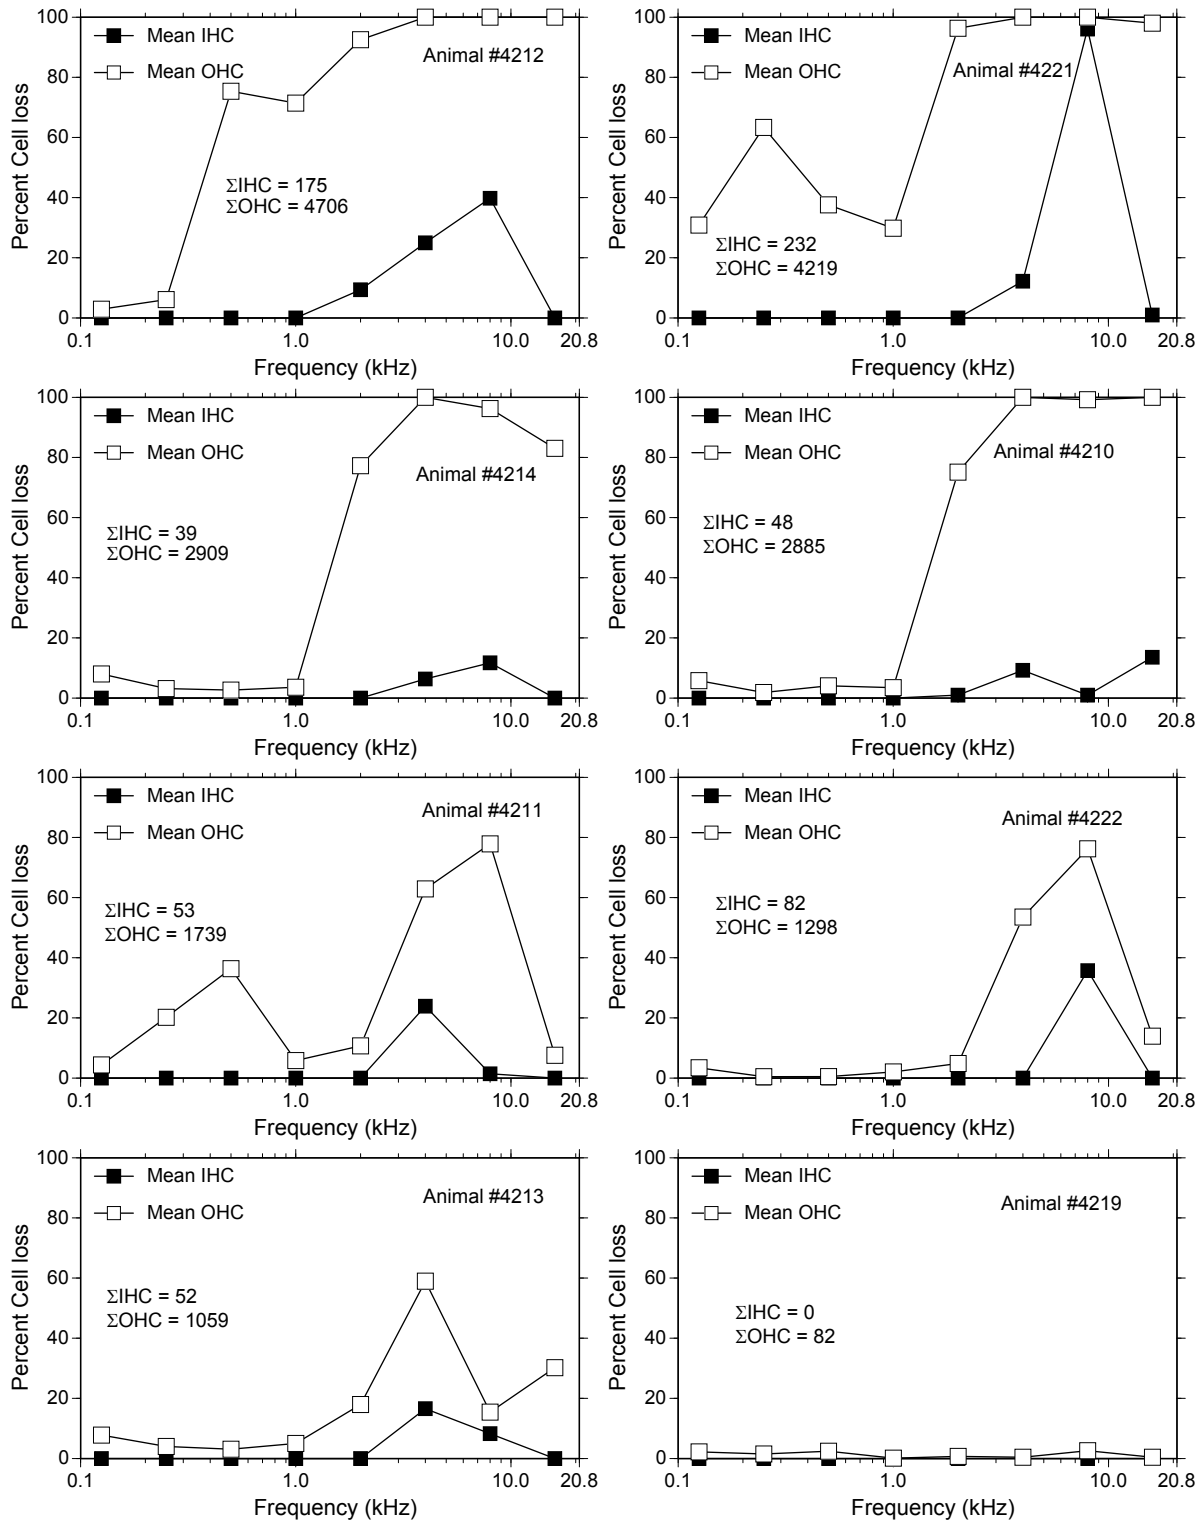 100
80
60
40
20
0
Percent Cell loss
Mean IHC
Mean OHC
Animal #4212
ΣIHC = 175
ΣOHC = 4706
0.1
1.0
10.0
20.8
Frequency (kHz)
100
80
60
40
20
0
Percent Cell loss
Mean IHC
Mean OHC
Animal #4221
ΣIHC = 232
ΣOHC = 4219
0.1
1.0
10.0
20.8
Frequency (kHz)
100
80
60
40
20
0
Percent Cell loss
Mean IHC
Mean OHC
Animal #4214
ΣIHC = 39
ΣOHC = 2909
0.1
1.0
10.0
20.8
Frequency (kHz)
100
80
60
40
20
0
Percent Cell loss
Mean IHC
Mean OHC
Animal #4210
ΣIHC = 48
ΣOHC = 2885
0.1
1.0
10.0
20.8
Frequency (kHz)
100
80
60
40
20
0
Percent Cell loss
Mean IHC
Mean OHC
Animal #4211
ΣIHC = 53
ΣOHC = 1739
0.1
1.0
10.0
20.8
Frequency (kHz)
100
80
60
40
20
0
Percent Cell loss
Mean IHC
Mean OHC
Animal #4222
ΣIHC = 82
ΣOHC = 1298
0.1
1.0
10.0
20.8
Frequency (kHz)
100
80
60
40
20
0
Percent Cell loss
Mean IHC
Mean OHC
Animal #4213
ΣIHC = 52
ΣOHC = 1059
0.1
1.0
10.0
20.8
Frequency (kHz)
100
80
60
40
20
0
Percent Cell loss
Mean IHC
Mean OHC
Animal #4219
ΣIHC = 0
ΣOHC = 82
0.1
1.0
10.0
20.8
Frequency (kHz)